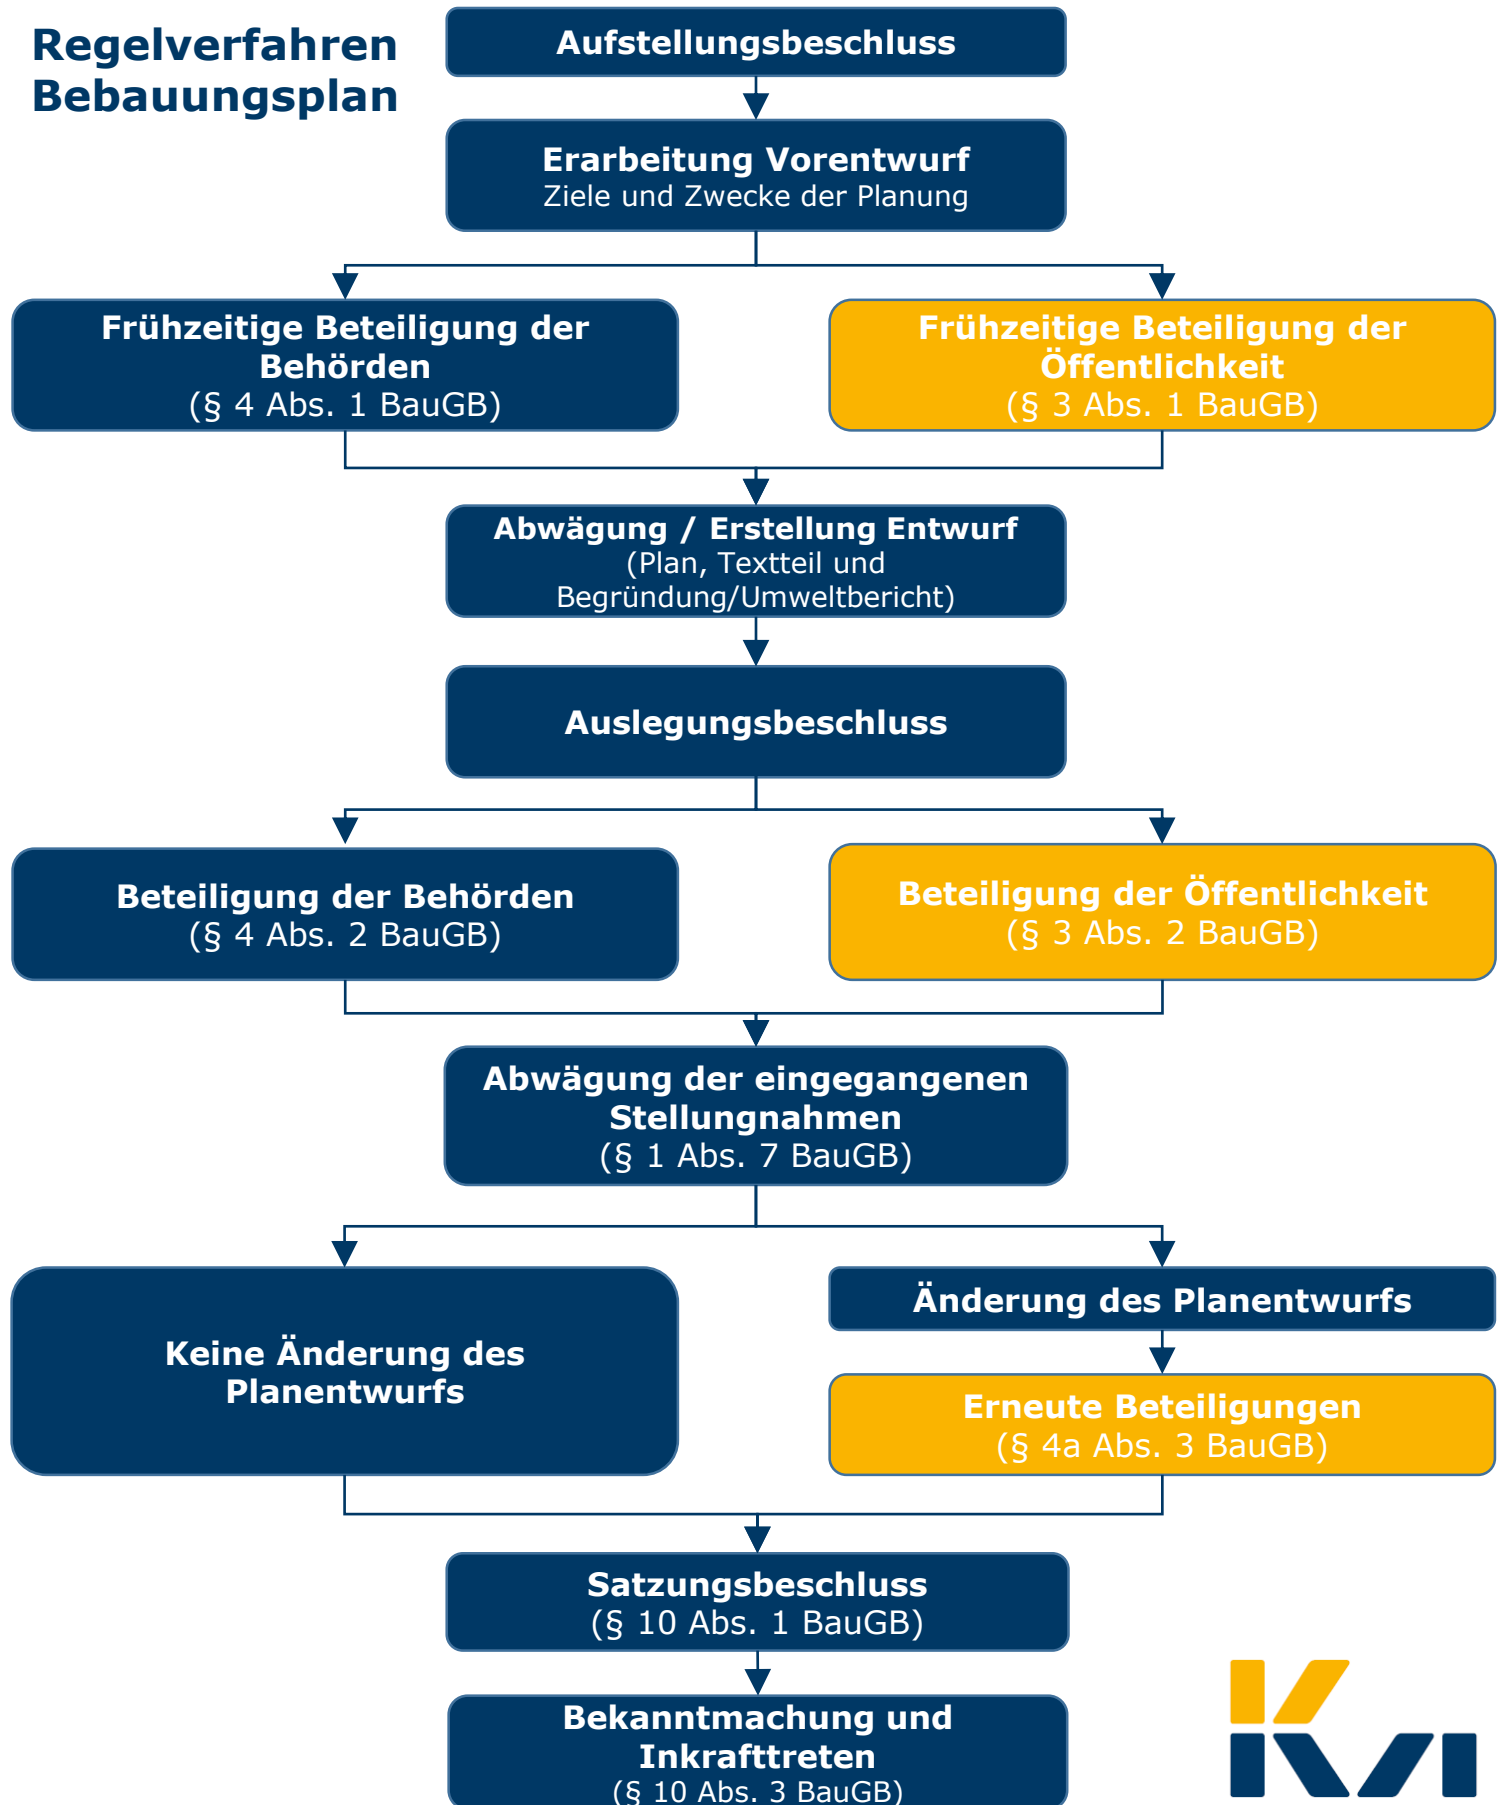 Regelverfahren
Bebauungsplan
Aufstellungsbeschluss
Erarbeitung Vorentwurf
Ziele und Zwecke der Planung
Frühzeitige Beteiligung der
Behörden
(§ 4 Abs. 1 BauGB)
Frühzeitige Beteiligung der
Öffentlichkeit
(§ 3 Abs. 1 BauGB)
Abwägung / Erstellung Entwurf
(Plan, Textteil und
Begründung/Umweltbericht)
Auslegungsbeschluss
Beteiligung der Behörden
(§ 4 Abs. 2 BauGB)
Beteiligung der Öffentlichkeit
(§ 3 Abs. 2 BauGB)
Abwägung der eingegangenen
Stellungnahmen
(§ 1 Abs. 7 BauGB)
Keine Änderung des
Planentwurfs
Änderung des Planentwurfs
Erneute Beteiligungen
(§ 4a Abs. 3 BauGB)
Satzungsbeschluss
(§ 10 Abs. 1 BauGB)
Bekanntmachung und
Inkrafttreten
(§ 10 Abs. 3 BauGB)